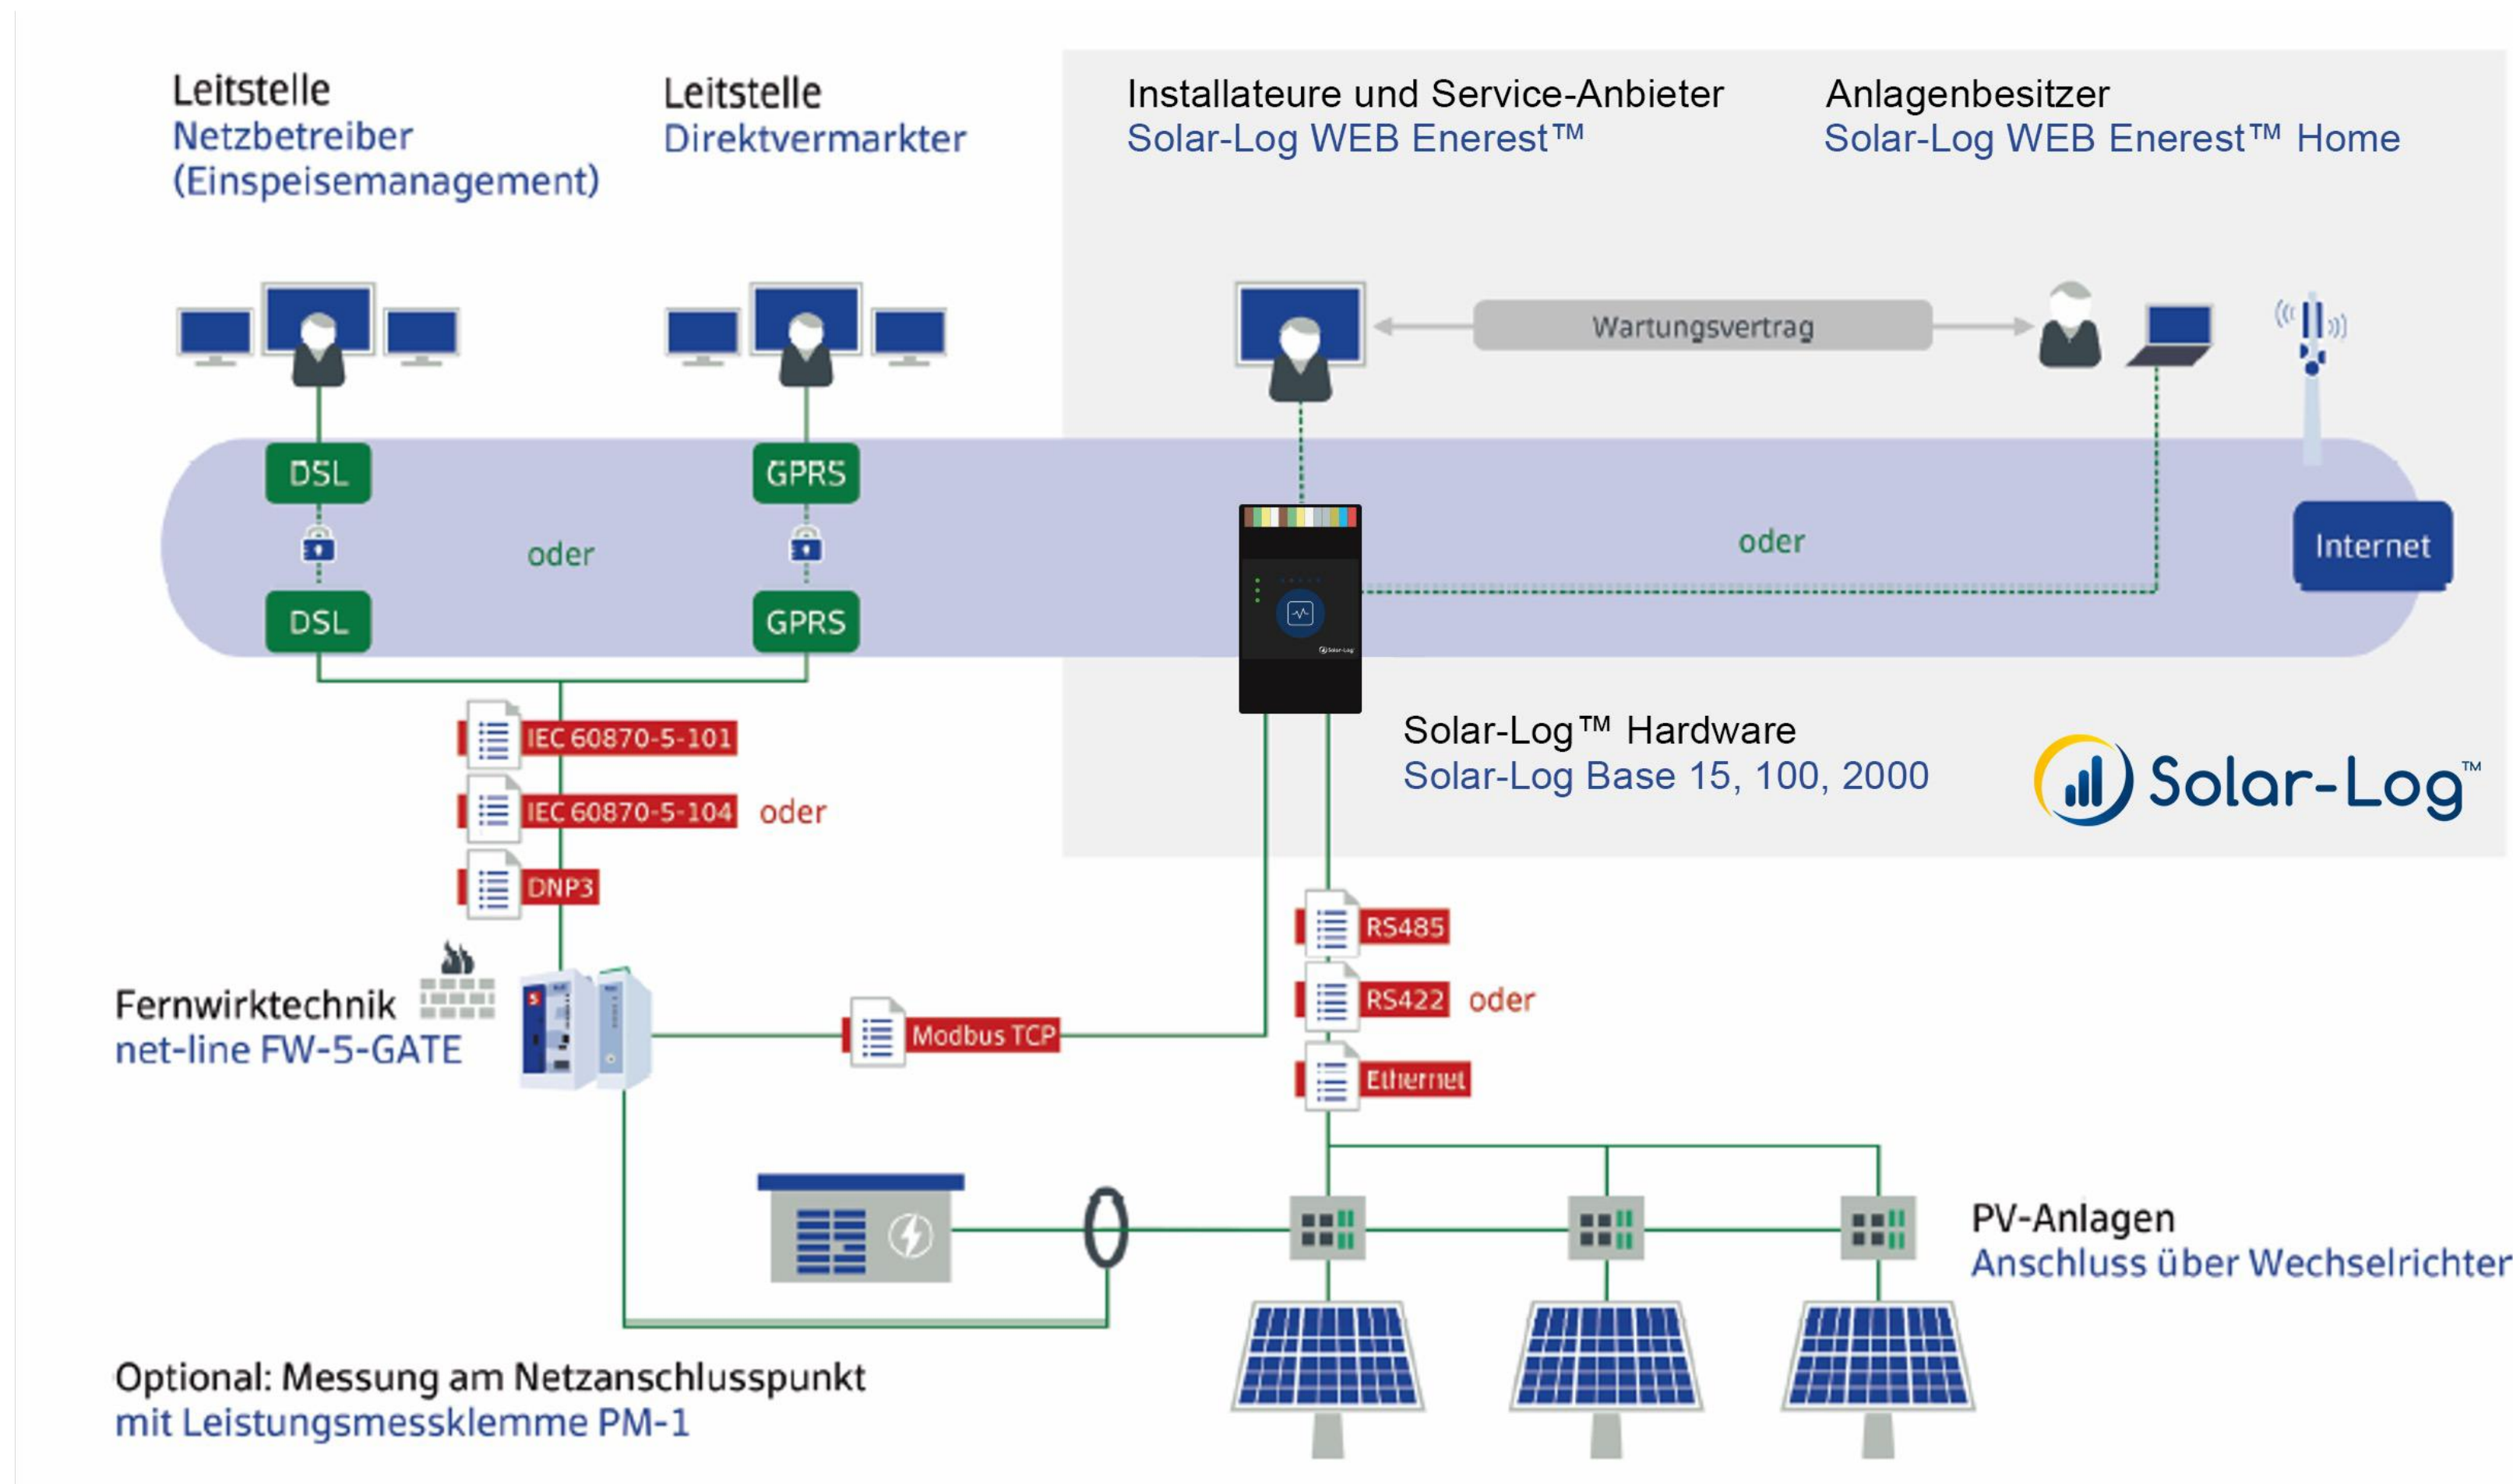 Leitstelle
Netzbetreiber
(Einspeisemanagement)
Leitstelle
Direktvermarkter
Installateure und Service-Anbieter
Solar-Log WEB Enerest™
Anlagenbesitzer
Solar-Log WEB Enerest™ Home
Wartungsvertrag
DSL
GPRS
oder
oder
Internet
DSL
GPRS
Solar-Log
IEC 60870-5-101
IEC 60870-5-104
oder
DNP3
Solar-Log™ Hardware
Solar-Log Base 15, 100, 2000
Solar-Log™
RS485
RS422
oder
Ethernet
Fernwirktechnik
net-line FW-5-GATE
5
Modbus TCP
PV-Anlagen
Anschluss über Wechselrichter
Optional: Messung am Netzanschlusspunkt
mit Leistungsmessklemme PM-1